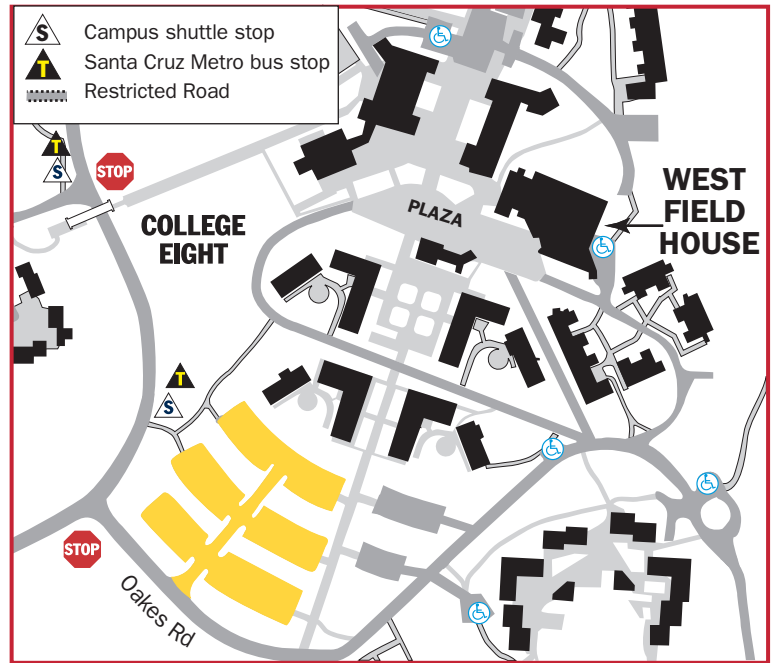 S Campus shuttle stop
T Santa Cruz Metro bus stop
Restricted Road
T
S
STOP
COLLEGE
EIGHT
PLAZA
WEST
FIELD
HOUSE
T
S
STOP
Oakes Rd